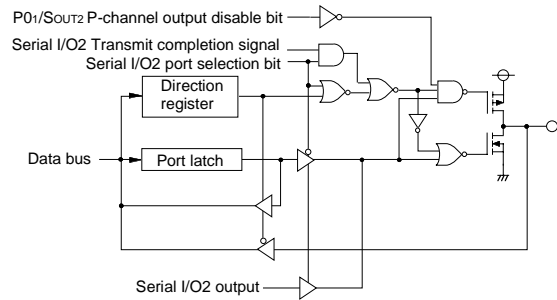 P01/SOUT2 P-channel output disable bit
Serial I/O2 Transmit completion signal
Serial I/O2 port selection bit
Direction
register
Data bus
Port latch
Serial I/O2 output